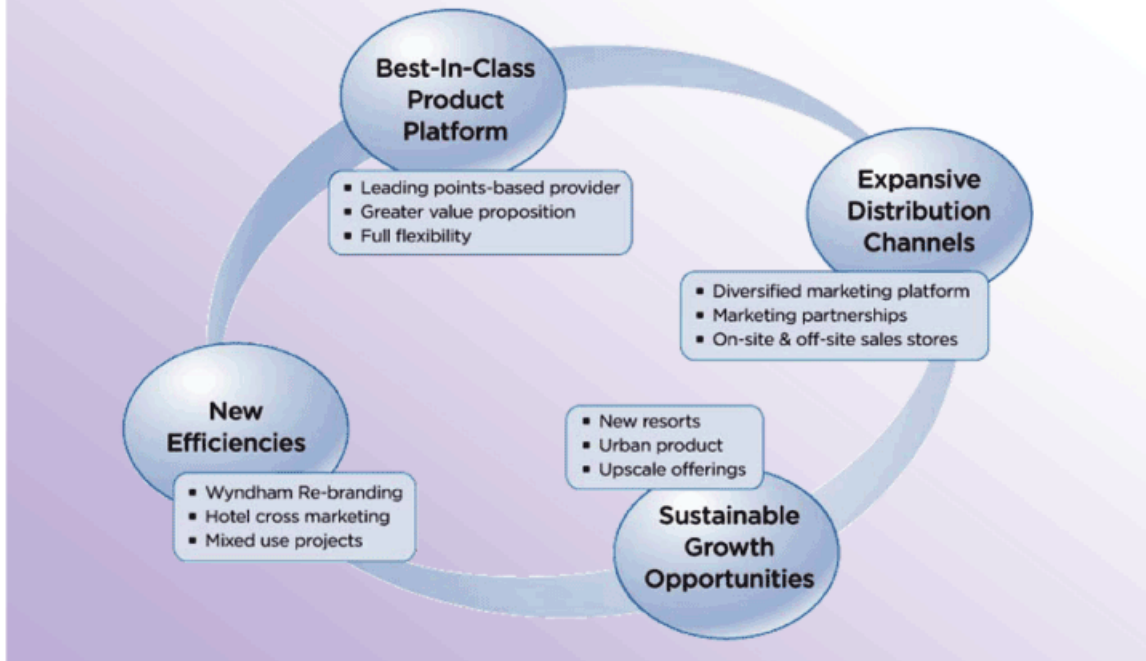 Best-In-Class
Product
Platform
▪ Leading points-based provider
▪ Greater value proposition
▪ Full flexibility
Expansive
Distribution
Channels
▪ Diversified marketing platform
▪ Marketing partnerships
▪ On-site & off-site sales stores
New
Efficiencies
▪ Wyndham Re-branding
▪ Hotel cross marketing
▪ Mixed use projects
▪ New resorts
▪ Urban product
▪ Upscale offerings
Sustainable
Growth
Opportunities